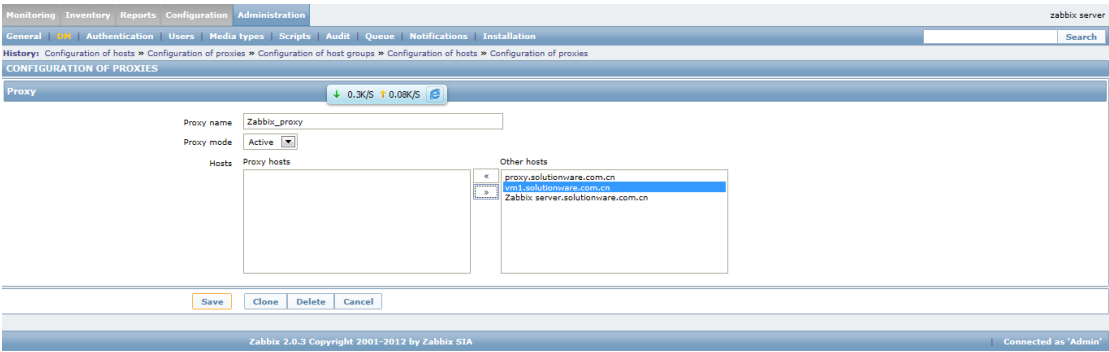 Monitoring Inventory Reports Configuration Administration zabbix server
General | DM | Authentication | Users | Media types | Scripts | Audit | Queue | Notifications | Installation Search
History: Configuration of hosts » Configuration of proxies » Configuration of host groups » Configuration of hosts » Configuration of proxies
CONFIGURATION OF PROXIES
Proxy
↓ 0.3K/S ↑ 0.08K/S
Proxy name Zabbix_proxy
Proxy mode Active
Hosts Proxy hosts Other hosts
« proxy.solutionware.com.cn
» vm1.solutionware.com.cn
Zabbix server.solutionware.com.cn
Save Clone Delete Cancel
Zabbix 2.0.3 Copyright 2001-2012 by Zabbix SIA | Connected as 'Admin'